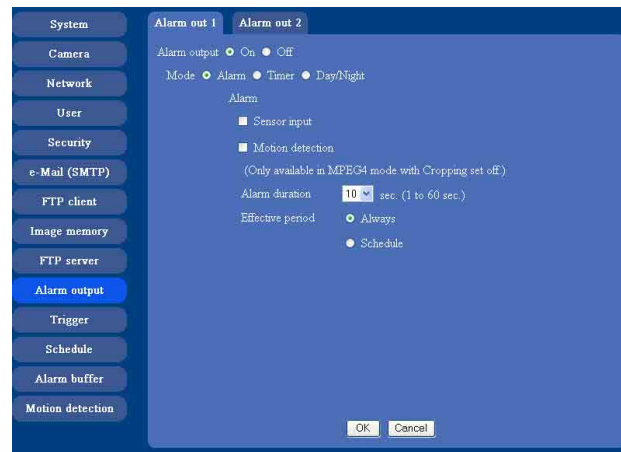 System
Camera
Network
User
Security
e-Mail (SMTP)
FTP client
Image memory
FTP server
Alarm output
Trigger
Schedule
Alarm buffer
Motion detection
Alarm out 1 Alarm out 2
Alarm output On Off
Mode Alarm Timer Day/Night
Alarm
Sensor input
Motion detection
(Only available in MPEG4 mode with Cropping set off.)
Alarm duration 10 sec. (1 to 60 sec.)
Effective period Always
Schedule
OK Cancel